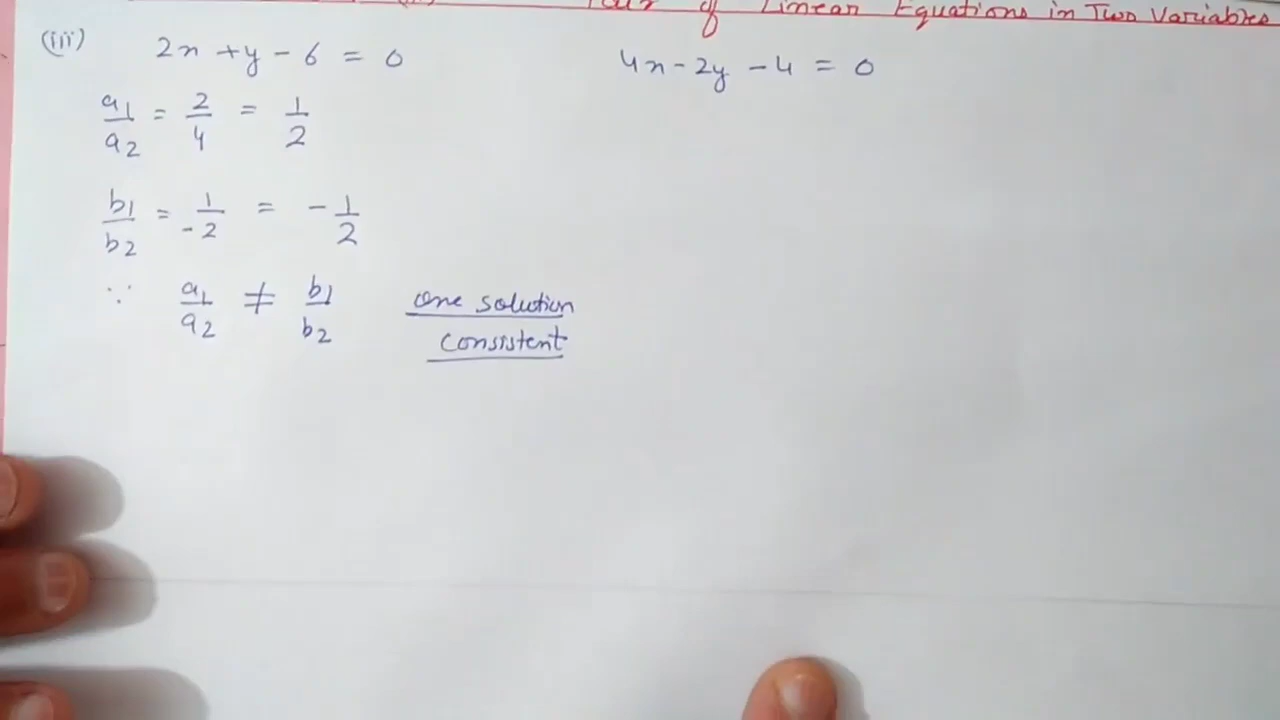 of Linear Equations in Two Variables
(iii) 2x + y - 6 = 0 4x - 2y - 4 = 0
a1/a2 = 2/4 = 1/2
b1/b2 = 1/-2 = - 1/2
∵ a1/a2 ≠ b1/b2 one solution
consistent